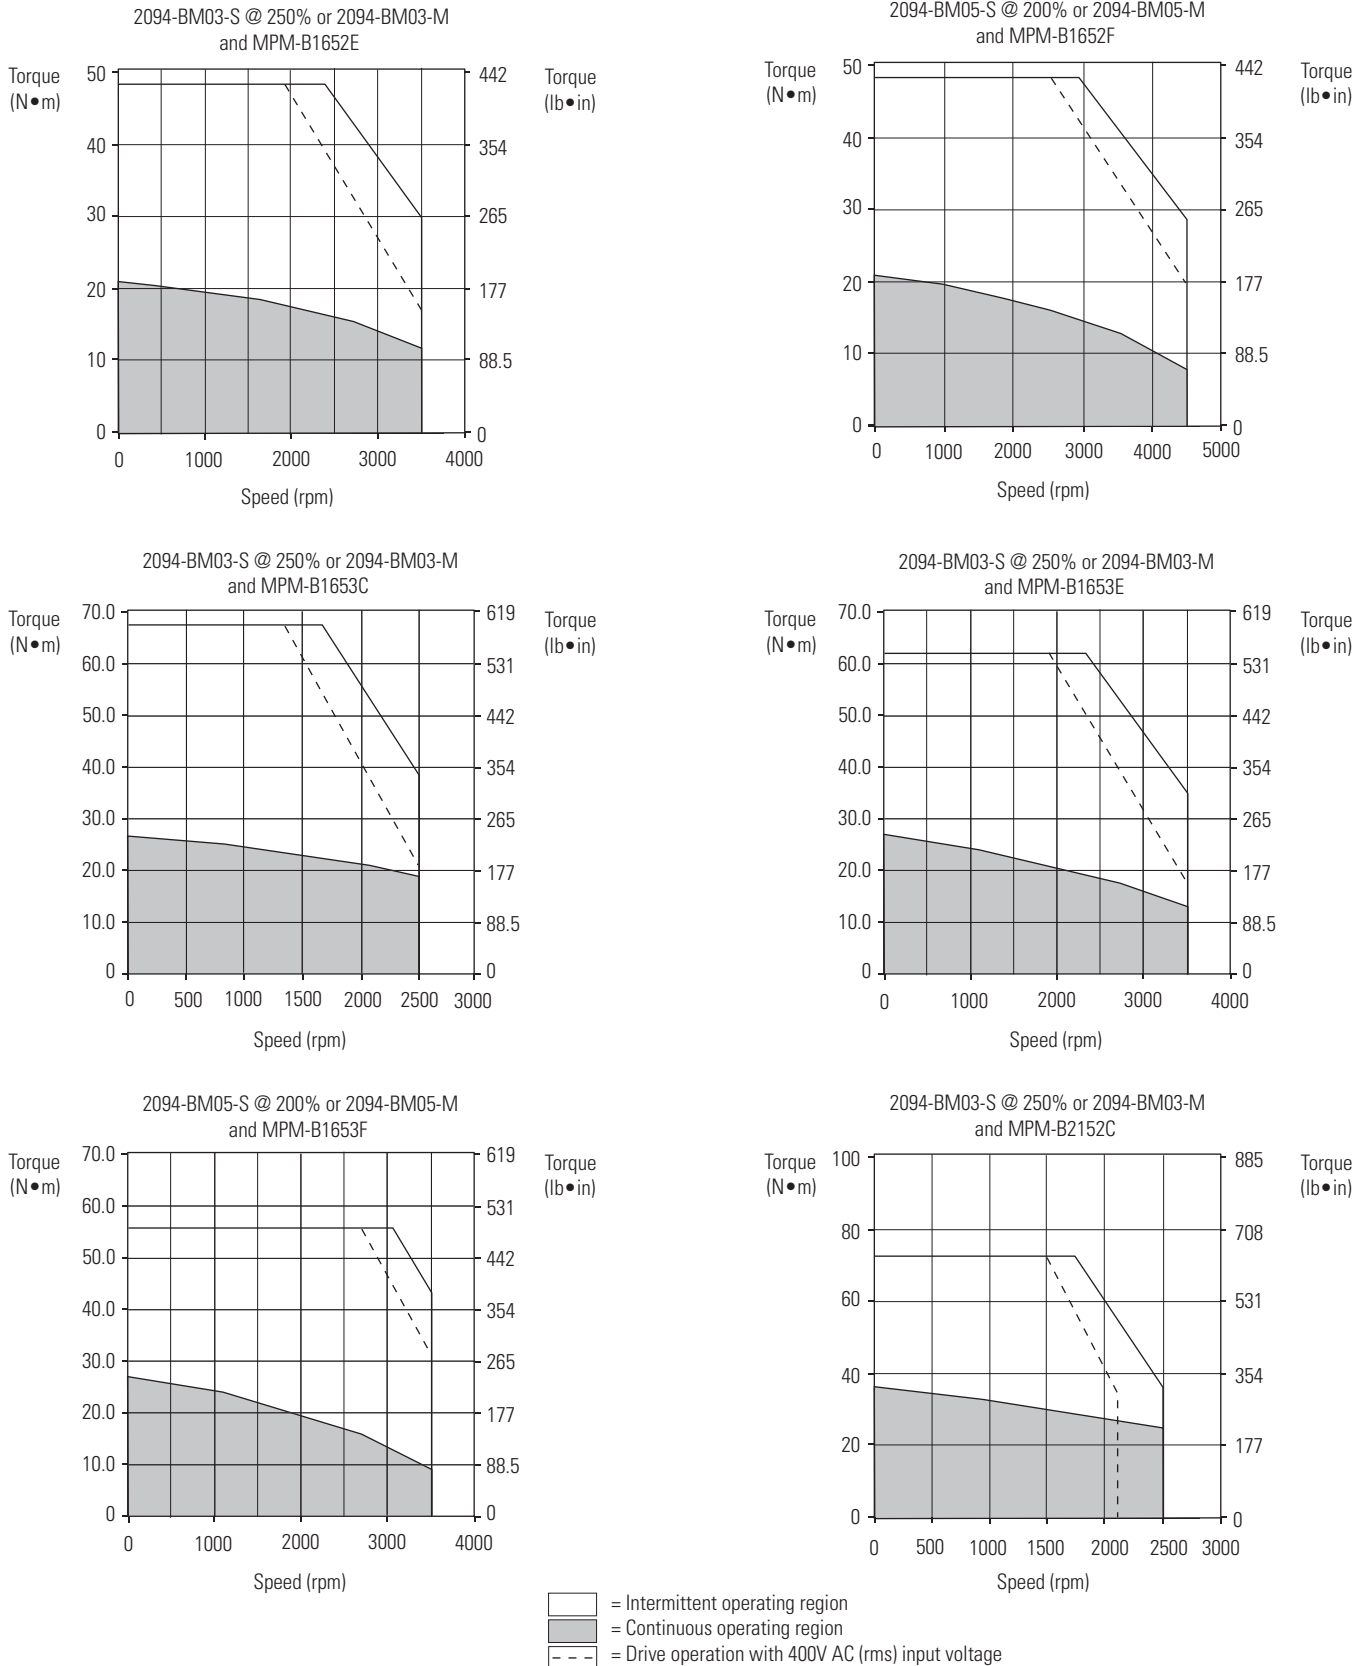 2094-BM03-S @ 250% or 2094-BM03-M
and MPM-B1652E
Torque
(N•m)
50
40
30
20
10
0
442
354
265
177
88.5
0
Torque
(lb•in)
0 1000 2000 3000 4000
Speed (rpm)
2094-BM05-S @ 200% or 2094-BM05-M
and MPM-B1652F
Torque
(N•m)
50
40
30
20
10
0
442
354
265
177
88.5
0
Torque
(lb•in)
0 1000 2000 3000 4000 5000
Speed (rpm)
2094-BM03-S @ 250% or 2094-BM03-M
and MPM-B1653C
Torque
(N•m)
70.0
60.0
50.0
40.0
30.0
20.0
10.0
0
619
531
442
354
265
177
88.5
0
Torque
(lb•in)
0 500 1000 1500 2000 2500 3000
Speed (rpm)
2094-BM03-S @ 250% or 2094-BM03-M
and MPM-B1653E
Torque
(N•m)
70.0
60.0
50.0
40.0
30.0
20.0
10.0
0
619
531
442
354
265
177
88.5
0
Torque
(lb•in)
0 1000 2000 3000 4000
Speed (rpm)
2094-BM05-S @ 200% or 2094-BM05-M
and MPM-B1653F
Torque
(N•m)
70.0
60.0
50.0
40.0
30.0
20.0
10.0
0
619
531
442
354
265
177
88.5
0
Torque
(lb•in)
0 1000 2000 3000 4000
Speed (rpm)
2094-BM03-S @ 250% or 2094-BM03-M
and MPM-B2152C
Torque
(N•m)
100
80
60
40
20
0
885
708
531
354
177
0
Torque
(lb•in)
0 500 1000 1500 2000 2500 3000
Speed (rpm)
= Intermittent operating region
= Continuous operating region
= Drive operation with 400V AC (rms) input voltage